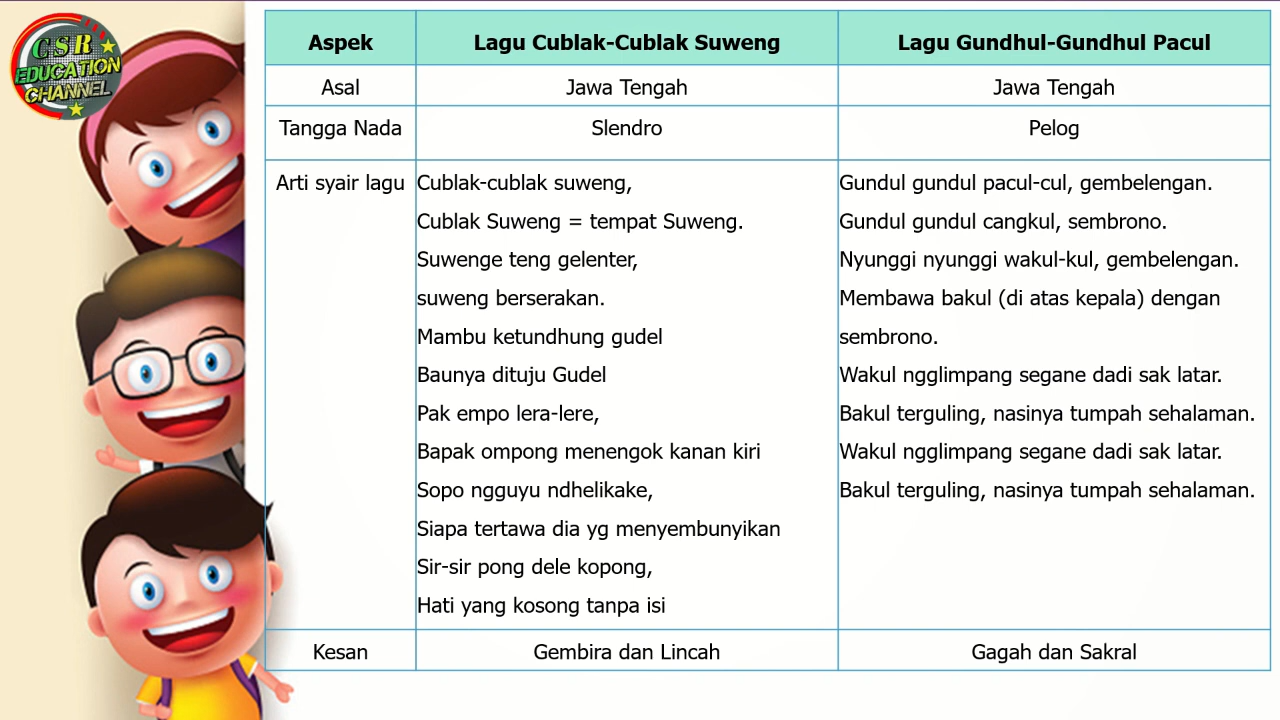 CSR
EDUCATION
CHANNEL
Aspek
Lagu Cublak-Cublak Suweng
Lagu Gundhul-Gundhul Pacul
Asal
Jawa Tengah
Jawa Tengah
Tangga Nada
Slendro
Pelog
Arti syair lagu
Cublak-cublak suweng,
Cublak Suweng = tempat Suweng.
Suwenge teng gelenter,
suweng berserakan.
Mambu ketundhung gudel
Baunya dituju Gudel
Pak empo lera-lere,
Bapak ompong menengok kanan kiri
Sopo ngguyu ndhelikake,
Siapa tertawa dia yg menyembunyikan
Sir-sir pong dele kopong,
Hati yang kosong tanpa isi
Gundul gundul pacul-cul, gembelengan.
Gundul gundul cangkul, sembrono.
Nyunggi nyunggi wakul-kul, gembelengan.
Membawa bakul (di atas kepala) dengan
sembrono.
Wakul ngglimpang segane dadi sak latar.
Bakul terguling, nasinya tumpah sehalaman.
Wakul ngglimpang segane dadi sak latar.
Bakul terguling, nasinya tumpah sehalaman.
Kesan
Gembira dan Lincah
Gagah dan Sakral